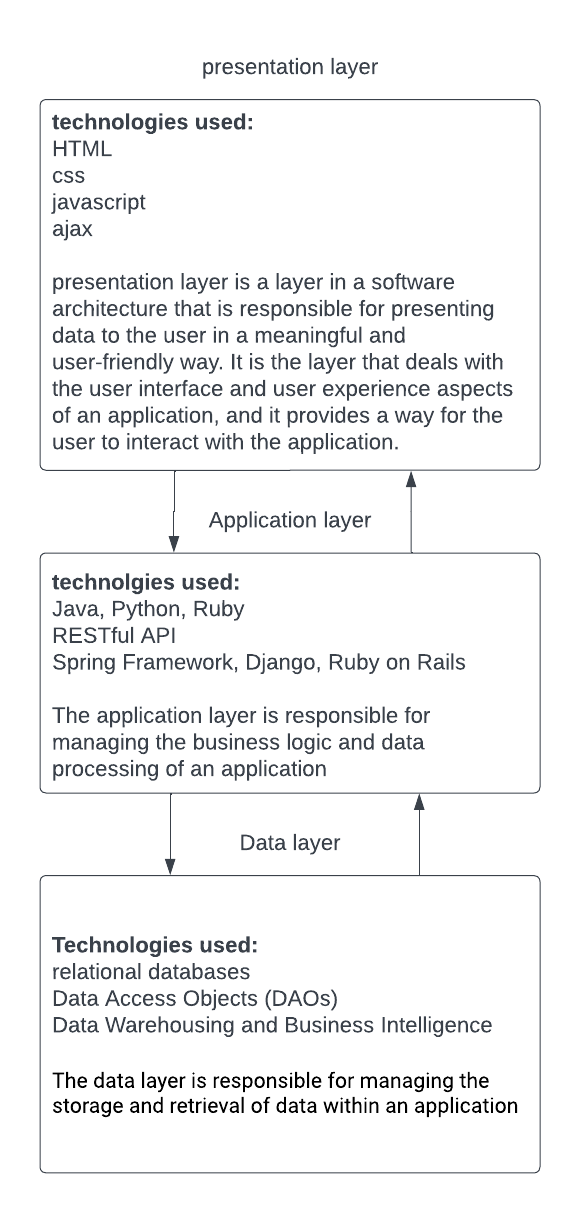 presentation layer
technologies used:
HTML
css
javascript
ajax
presentation layer is a layer in a software
architecture that is responsible for presenting
data to the user in a meaningful and
user-friendly way. It is the layer that deals with
the user interface and user experience aspects
of an application, and it provides a way for the
user to interact with the application.
Application layer
technolgies used:
Java, Python, Ruby
RESTful API
Spring Framework, Django, Ruby on Rails
The application layer is responsible for
managing the business logic and data
processing of an application
Data layer
Technologies used:
relational databases
Data Access Objects (DAOs)
Data Warehousing and Business Intelligence
The data layer is responsible for managing the
storage and retrieval of data within an application